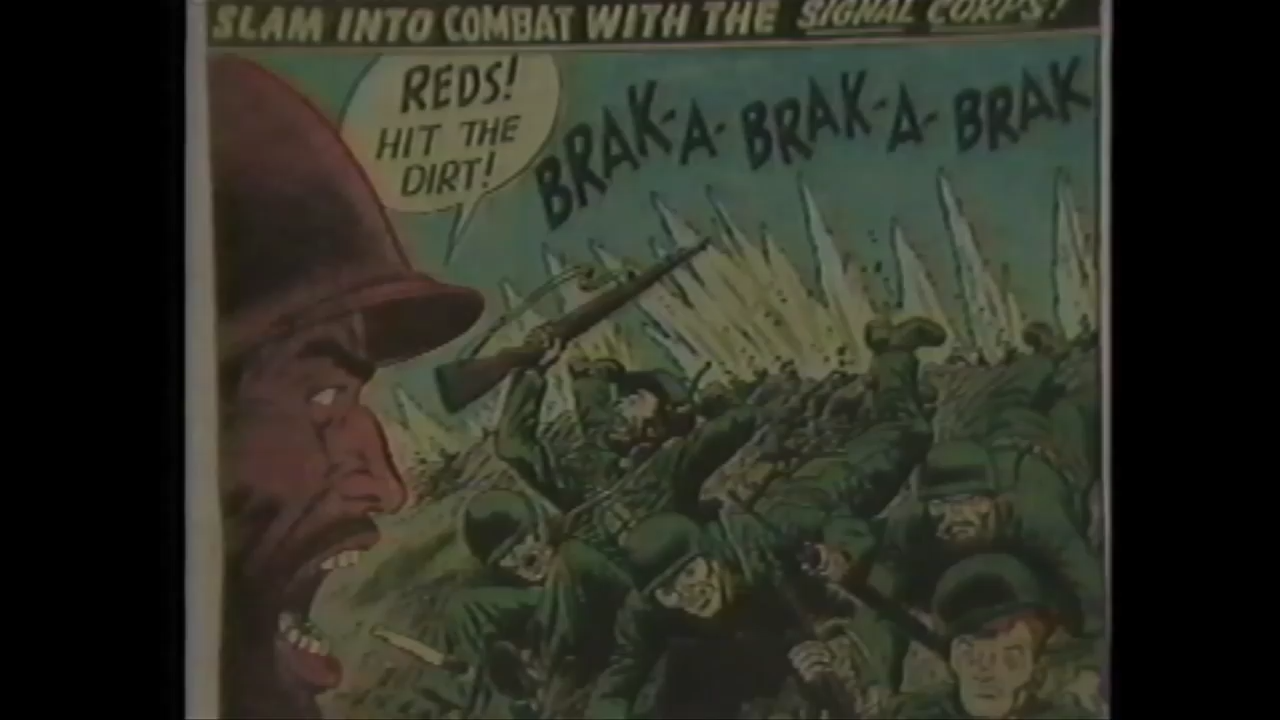 SLAM INTO COMBAT WITH THE SIGNAL CORPS!
REDS!
HIT THE
DIRT!
BRAK-A-BRAK-A-BRAK